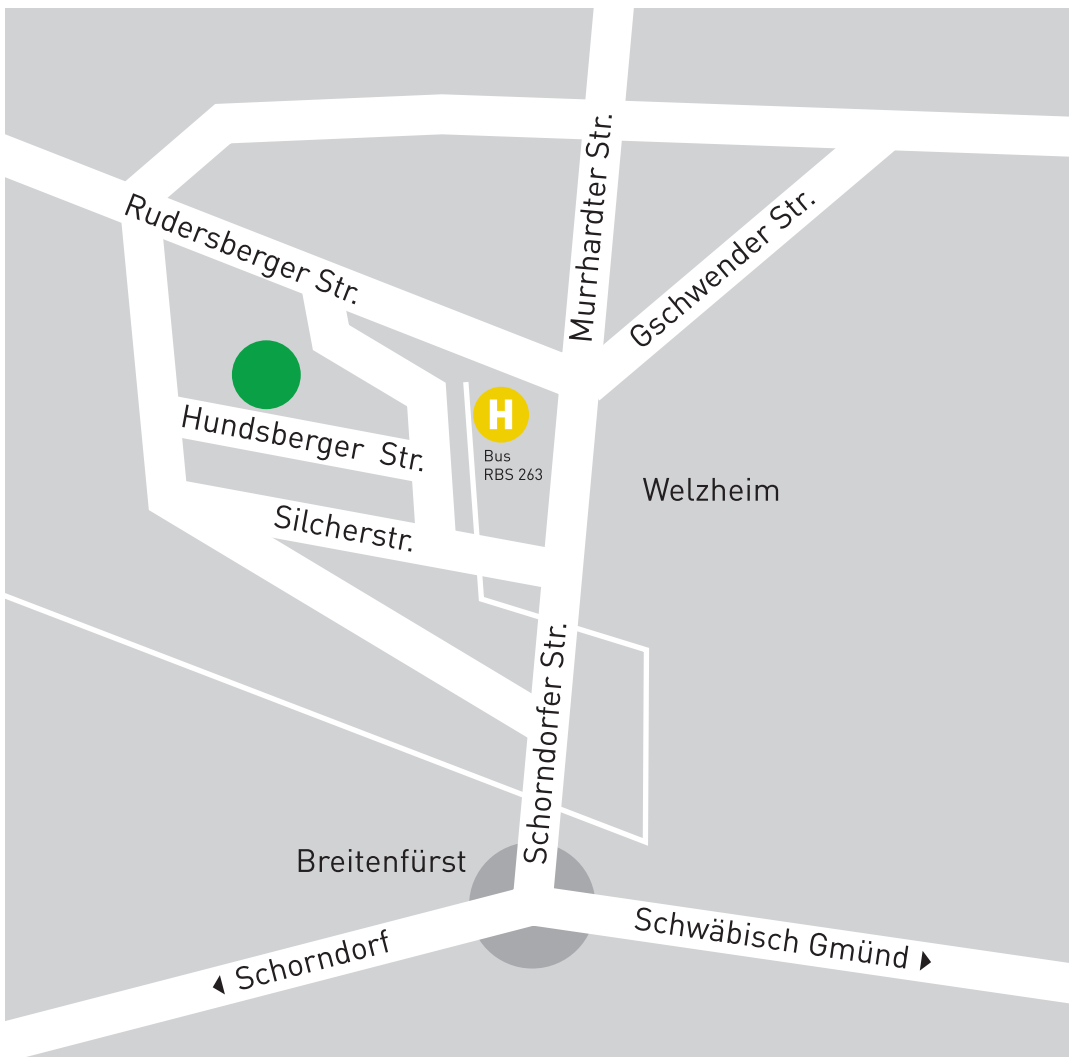 Murrhardter Str.
Rudersberger Str.
Gschwender Str.
H
Hundsberger Str.
Bus
RBS 263
Welzheim
Silcherstr.
Schorndorfer Str.
Breitenfürst
Schwäbisch Gmünd
Schorndorf